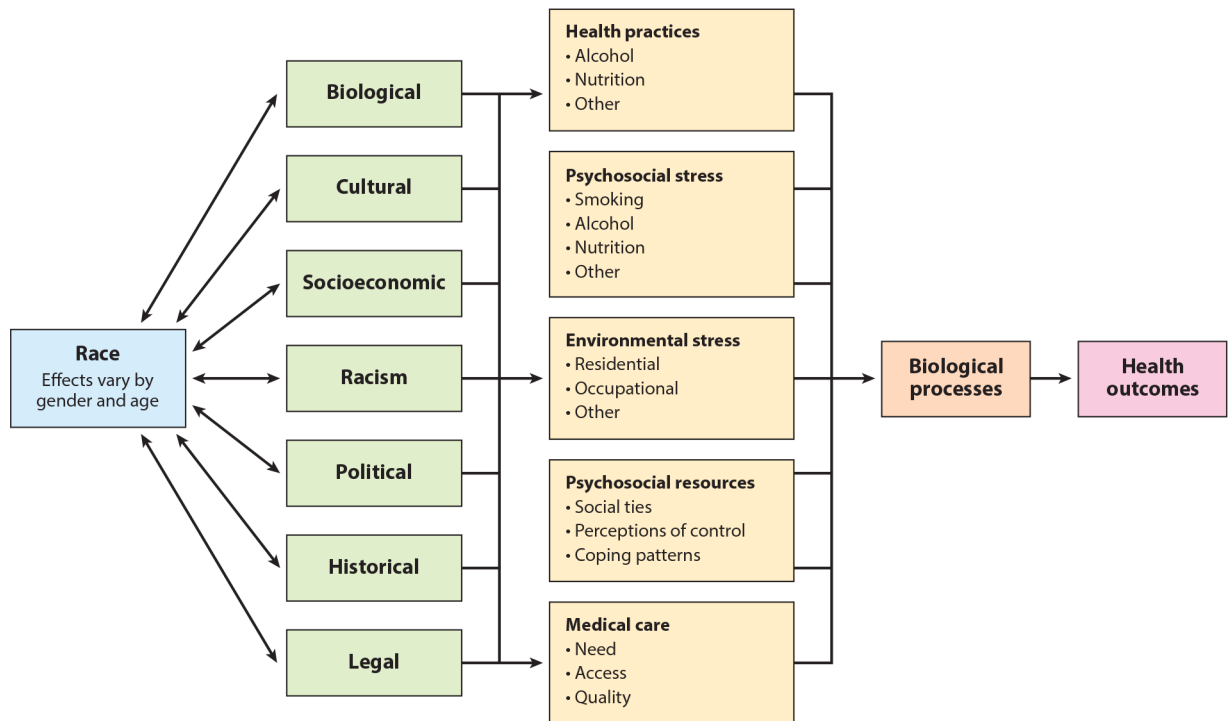 Race
Effects vary by
gender and age
Biological
Cultural
Socioeconomic
Racism
Political
Historical
Legal
Health practices
• Alcohol
• Nutrition
• Other
Psychosocial stress
• Smoking
• Alcohol
• Nutrition
• Other
Environmental stress
• Residential
• Occupational
• Other
Psychosocial resources
• Social ties
• Perceptions of control
• Coping patterns
Medical care
• Need
• Access
• Quality
Biological
processes
Health
outcomes